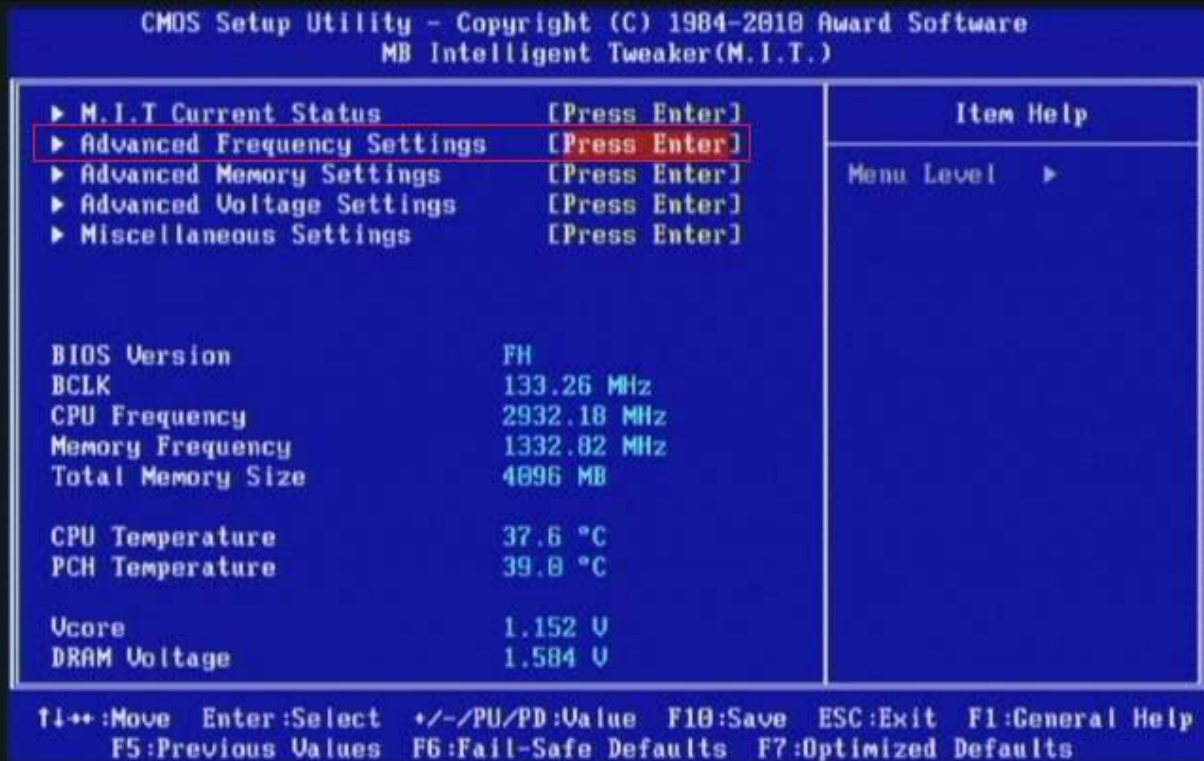 CMOS Setup Utility - Copyright (C) 1984-2010 Award Software
MB Intelligent Tweaker(M.I.T.)
▶ M.I.T Current Status [Press Enter]
▶ Advanced Frequency Settings [Press Enter]
▶ Advanced Memory Settings [Press Enter]
▶ Advanced Voltage Settings [Press Enter]
▶ Miscellaneous Settings [Press Enter]
BIOS Version FH
BCLK 133.26 MHz
CPU Frequency 2932.18 MHz
Memory Frequency 1332.82 MHz
Total Memory Size 4096 MB
CPU Temperature 37.6 °C
PCH Temperature 39.0 °C
Vcore 1.152 V
DRAM Voltage 1.584 V
Item Help
Menu Level ▶
↑↓→←:Move Enter:Select +/-/PU/PD:Value F10:Save ESC:Exit F1:General Help
F5:Previous Values F6:Fail-Safe Defaults F7:Optimized Defaults